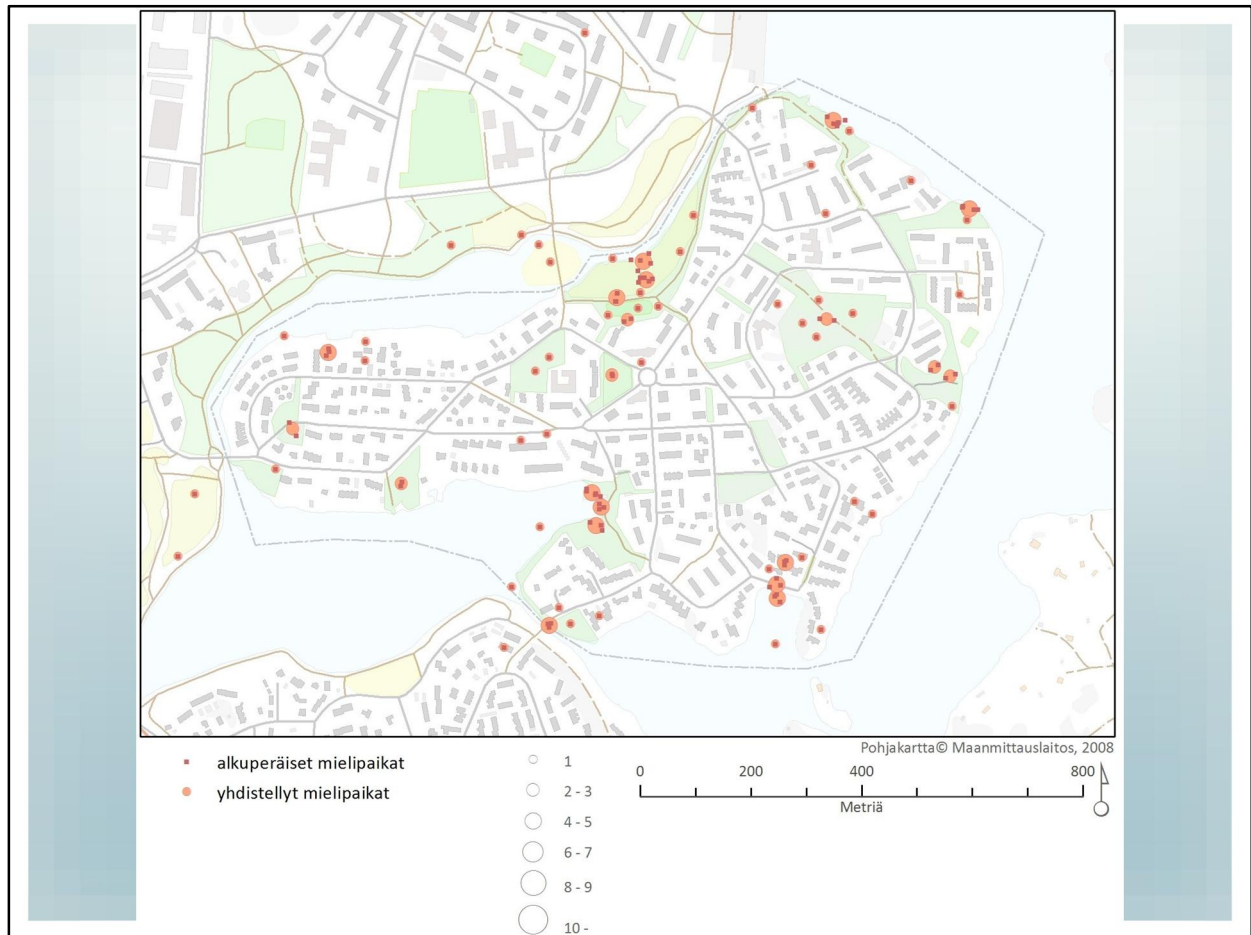 Pohjakartta© Maanmittauslaitos, 2008
alkuperäiset mielipaikat
yhdistellyt mielipaikat
1
2 - 3
4 - 5
6 - 7
8 - 9
10 -
0 200 400 800
Metriä